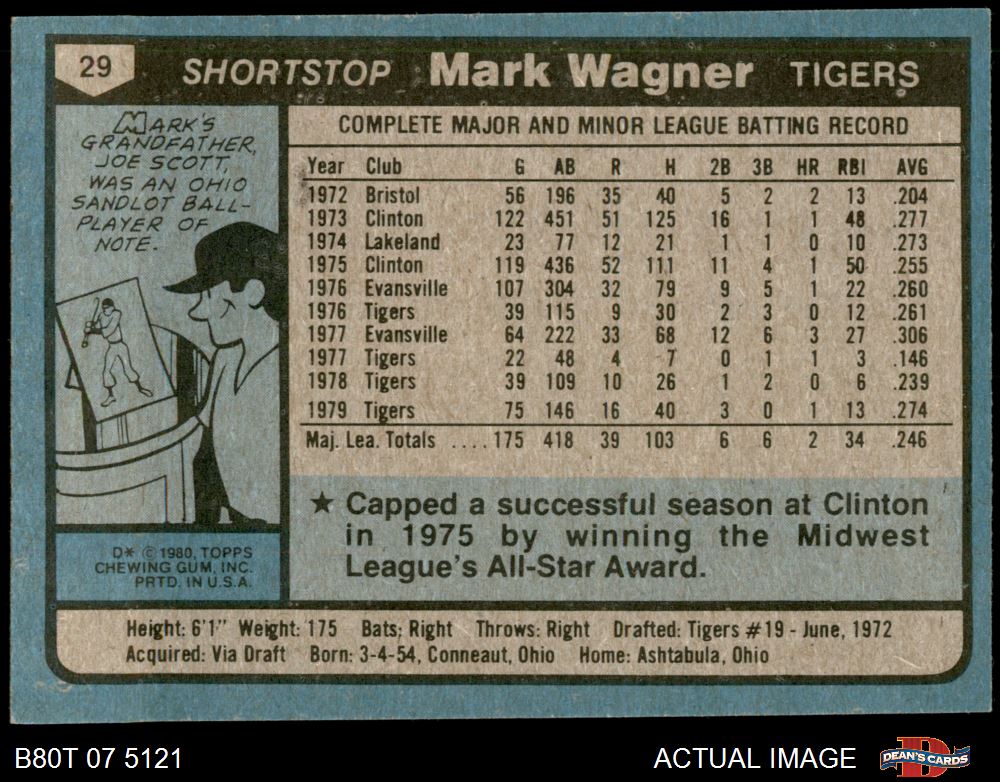 29 SHORTSTOP Mark Wagner TIGERS
MARK'S
GRANDFATHER,
JOE SCOTT,
WAS AN OHIO
SANDLOT BALL-
PLAYER OF
NOTE.
D* © 1980, TOPPS
CHEWING GUM, INC.
PRTD. IN U.S.A.
COMPLETE MAJOR AND MINOR LEAGUE BATTING RECORD
Year Club G AB R H 2B 3B HR RBI AVG
1972 Bristol 56 196 35 40 5 2 2 13 .204
1973 Clinton 122 451 51 125 16 1 1 48 .277
1974 Lakeland 23 77 12 21 1 1 0 10 .273
1975 Clinton 119 436 52 111 11 4 1 50 .255
1976 Evansville 107 304 32 79 9 5 1 22 .260
1976 Tigers 39 115 9 30 2 3 0 12 .261
1977 Evansville 64 222 33 68 12 6 3 27 .306
1977 Tigers 22 48 4 7 0 1 1 3 .146
1978 Tigers 39 109 10 26 1 2 0 6 .239
1979 Tigers 75 146 16 40 3 0 1 13 .274
Maj. Lea. Totals .... 175 418 39 103 6 6 2 34 .246
★ Capped a successful season at Clinton
in 1975 by winning the Midwest
League's All-Star Award.
Height: 6'1" Weight: 175 Bats: Right Throws: Right Drafted: Tigers #19 - June, 1972
Acquired: Via Draft Born: 3-4-54, Conneaut, Ohio Home: Ashtabula, Ohio
B80T 07 5121 ACTUAL IMAGE DEAN'S CARDS